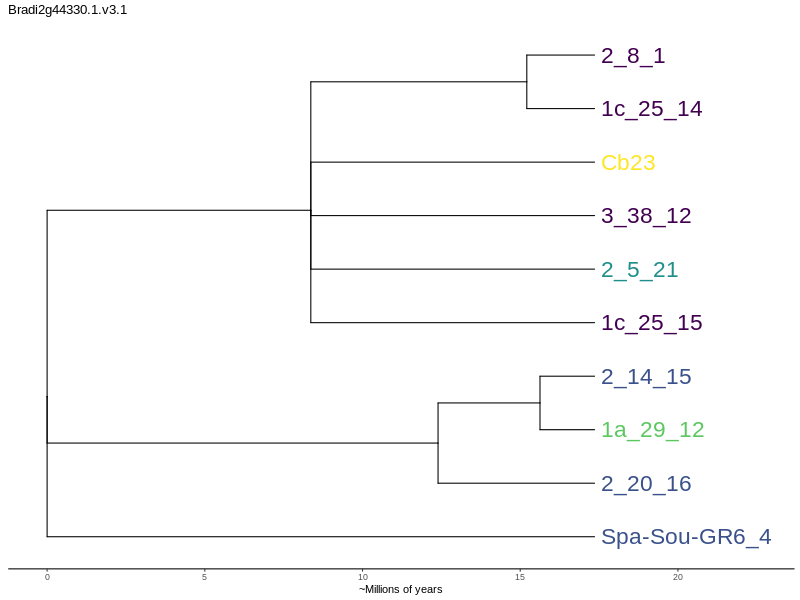 Bradi2g44330.1.v3.1
2_8_1
1c_25_14
Cb23
3_38_12
2_5_21
1c_25_15
2_14_15
1a_29_12
2_20_16
Spa-Sou-GR6_4
0 5 10 15 20
~Millions of years